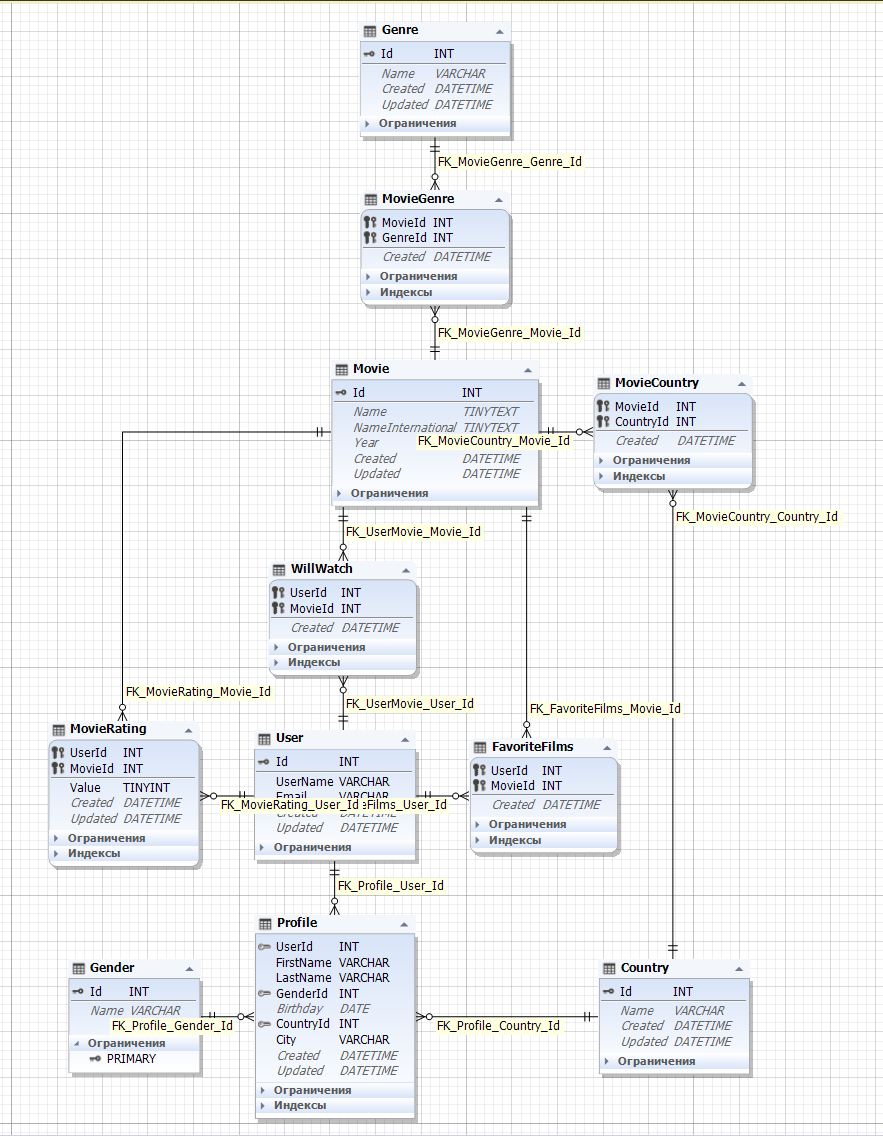 Genre
Id INT
Name VARCHAR
Created DATETIME
Updated DATETIME
Ограничения
FK_MovieGenre_Genre_Id
MovieGenre
MovieId INT
GenreId INT
Created DATETIME
Ограничения
Индексы
FK_MovieGenre_Movie_Id
Movie
Id INT
Name TINYTEXT
NameInternational TINYTEXT
Year
Created DATETIME
Updated DATETIME
Ограничения
FK_MovieCountry_Movie_Id
MovieCountry
MovieId INT
CountryId INT
Created DATETIME
Ограничения
Индексы
FK_MovieCountry_Country_Id
FK_UserMovie_Movie_Id
WillWatch
UserId INT
MovieId INT
Created DATETIME
Ограничения
Индексы
FK_UserMovie_User_Id
FK_MovieRating_Movie_Id
FK_FavoriteFilms_Movie_Id
MovieRating
UserId INT
MovieId INT
Value TINYINT
Created DATETIME
Updated DATETIME
Ограничения
Индексы
User
Id INT
UserName VARCHAR
Email VARCHAR
FK_MovieRating_User_Id
eFilms_User_Id
Created DATETIME
Updated DATETIME
Ограничения
FavoriteFilms
UserId INT
MovieId INT
Created DATETIME
Ограничения
Индексы
FK_Profile_User_Id
Profile
UserId INT
FirstName VARCHAR
LastName VARCHAR
GenderId INT
Birthday DATE
CountryId INT
City VARCHAR
Created DATETIME
Updated DATETIME
Ограничения
Индексы
Gender
Id INT
Name VARCHAR
FK_Profile_Gender_Id
Ограничения
PRIMARY
FK_Profile_Country_Id
Country
Id INT
Name VARCHAR
Created DATETIME
Updated DATETIME
Ограничения